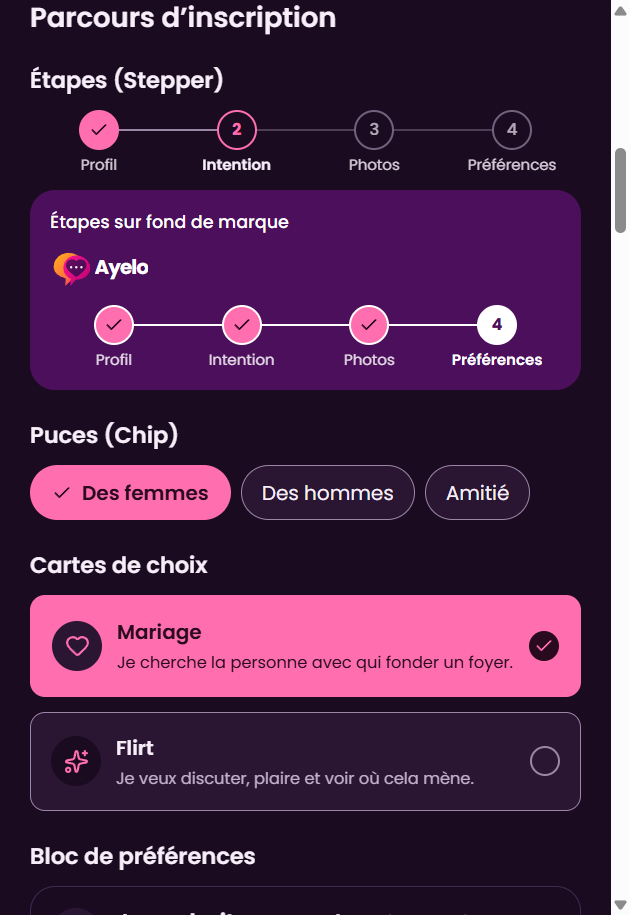 Parcours d’inscription
Étapes (Stepper)
2
3
4
Profil
Intention
Photos
Préférences
Étapes sur fond de marque
Ayelo
4
Profil
Intention
Photos
Préférences
Puces (Chip)
Des femmes
Des hommes
Amitié
Cartes de choix
Mariage
Je cherche la personne avec qui fonder un foyer.
Flirt
Je veux discuter, plaire et voir où cela mène.
Bloc de préférences